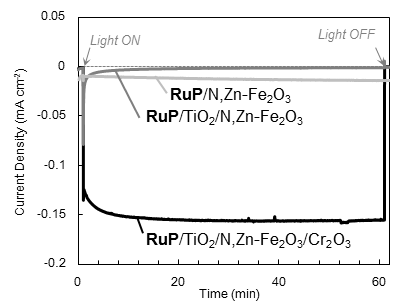 0.05
Light ON
Light OFF
0
RuP/N,Zn-Fe₂O₃
-0.05
RuP/TiO₂/N,Zn-Fe₂O₃
-0.1
-0.15
RuP/TiO₂/N,Zn-Fe₂O₃/Cr₂O₃
-0.2
0
20
40
60
Time (min)
Current Density (mA cm⁻²)